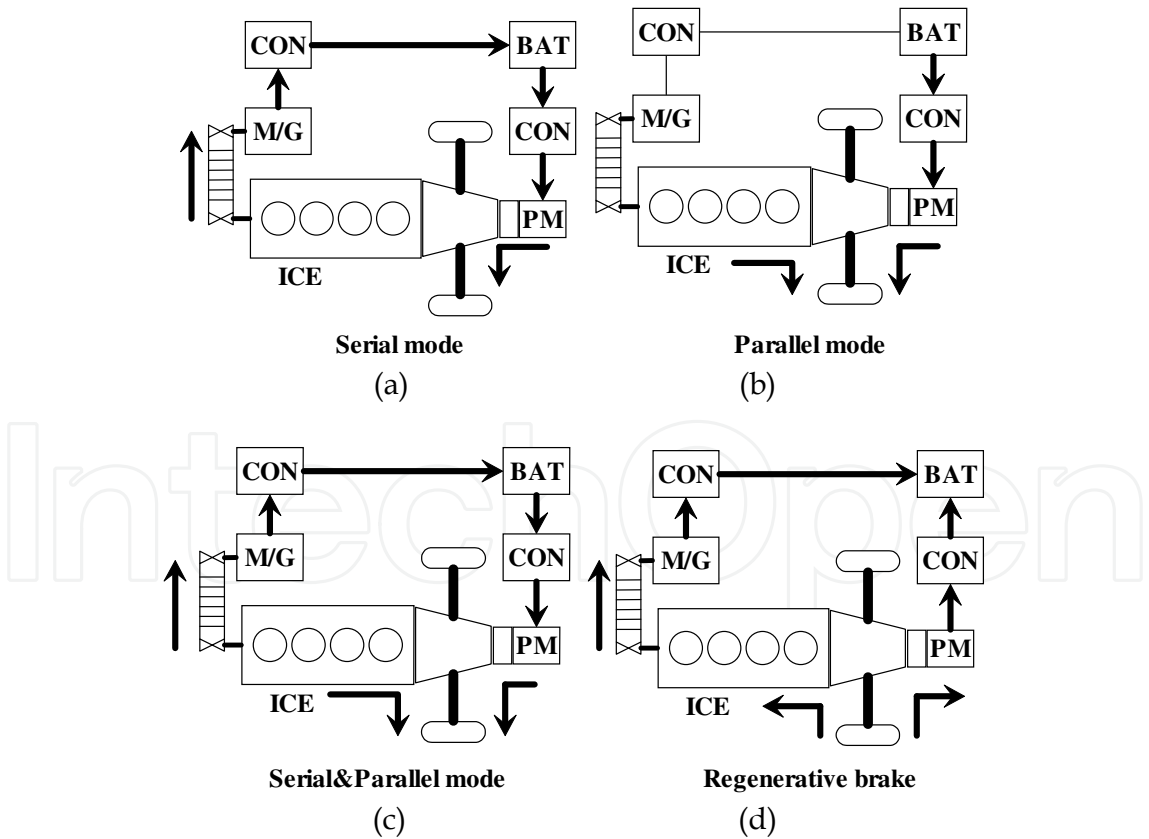 CON
BAT
M/G
CON
PM
ICE
Serial mode
(a)
CON
BAT
M/G
CON
PM
ICE
Parallel mode
(b)
CON
BAT
M/G
CON
PM
ICE
Serial&Parallel mode
(c)
CON
BAT
M/G
CON
PM
ICE
Regenerative brake
(d)
IntechOpen